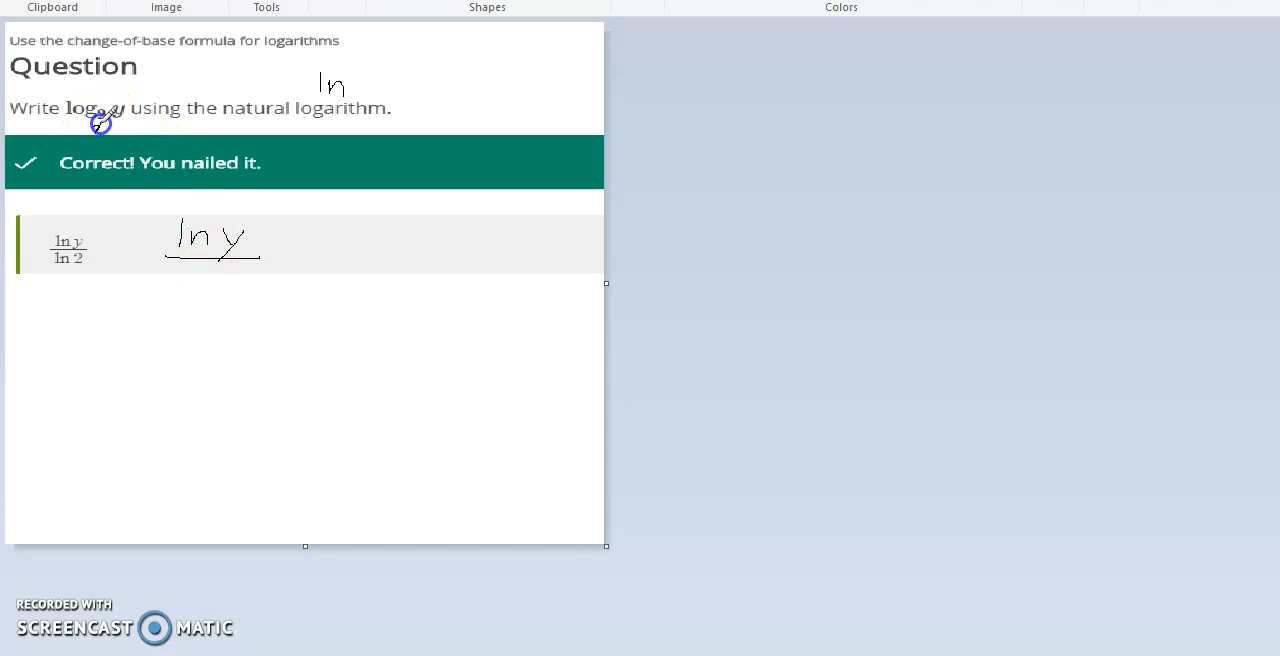 Clipboard Image Tools Shapes Colors
Use the change-of-base formula for logarithms
Question
ln
Write log₂ y using the natural logarithm.
Correct! You nailed it.
ln y
ln 2
ln y
RECORDED WITH
SCREENCAST MATIC